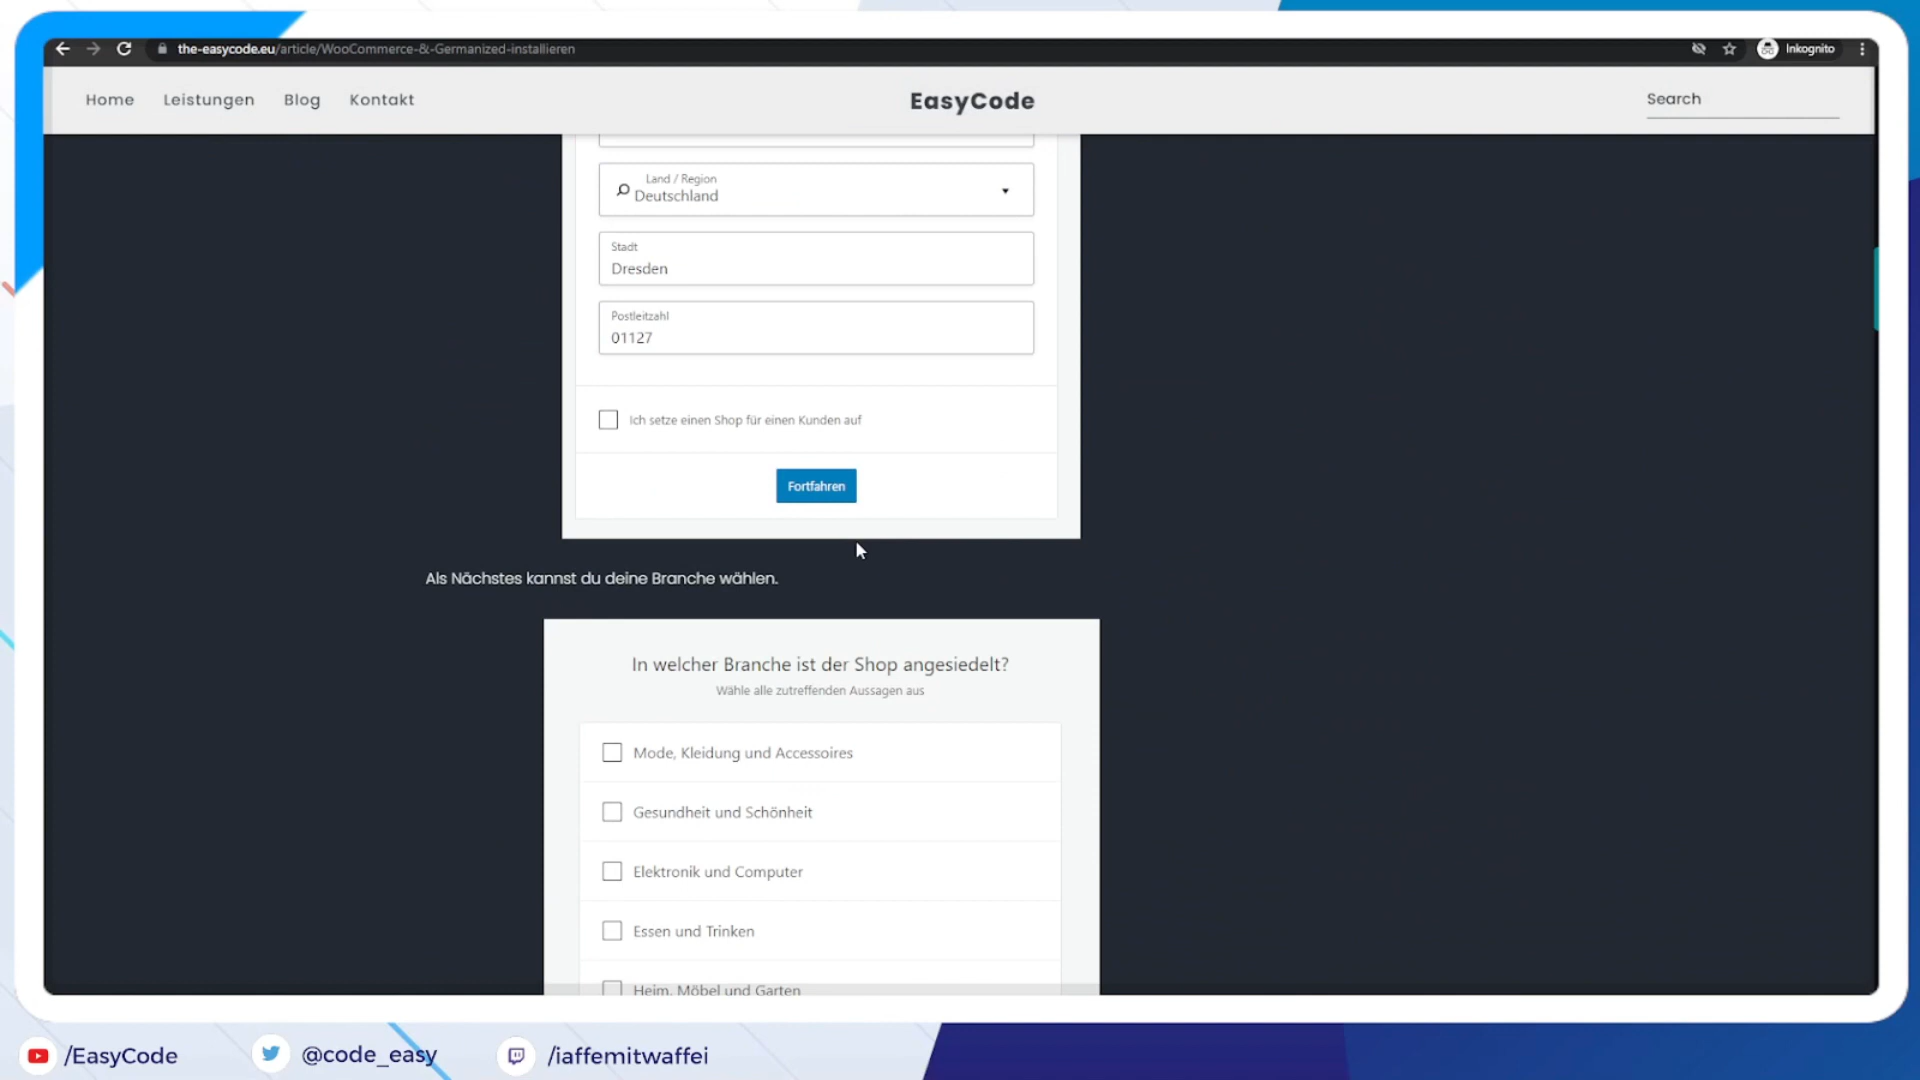 the-easycode.eu/article/WooCommerce-&-Germanized-installieren
Inkognito
Home
Leistungen
Blog
Kontakt
EasyCode
Search
Land / Region
Deutschland
Stadt
Dresden
Postleitzahl
01127
Ich setze einen Shop für einen Kunden auf
Fortfahren
Als Nächstes kannst du deine Branche wählen.
In welcher Branche ist der Shop angesiedelt?
Wähle alle zutreffenden Aussagen aus
Mode, Kleidung und Accessoires
Gesundheit und Schönheit
Elektronik und Computer
Essen und Trinken
Heim, Möbel und Garten
/EasyCode
@code_easy
/iaffemitwaffei